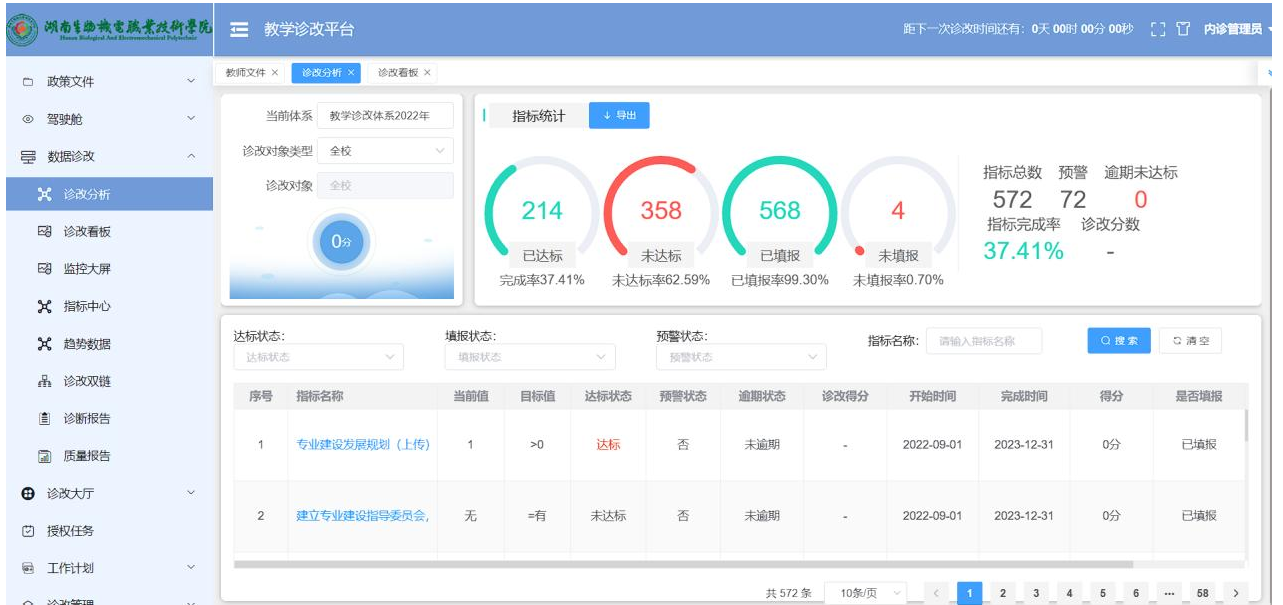 湖南生物機電職業技術學院
Hunan Biological And Electromechanical Polytechnic
教学诊改平台
距下一次诊改时间还有: 0天 00时 00分 00秒
内诊管理员
政策文件
驾驶舱
数据诊改
诊改分析
诊改看板
监控大屏
指标中心
趋势数据
诊改双链
诊断报告
质量报告
诊改大厅
授权任务
工作计划
诊改管理
教师文件 × 诊改分析 × 诊改看板 ×
当前体系 教学诊改体系2022年
诊改对象类型 全校
诊改对象 全校
0分
指标统计 导出
214 358 568 4
已达标 未达标 已填报 未填报
完成率37.41% 未达标率62.59% 已填报率99.30% 未填报率0.70%
指标总数 预警 逾期未达标
572 72 0
指标完成率 诊改分数
37.41% -
达标状态: 填报状态: 预警状态:
达标状态 填报状态 预警状态 指标名称: 请输入指标名称 搜索 清空
序号 指标名称 当前值 目标值 达标状态 预警状态 逾期状态 诊改得分 开始时间 完成时间 得分 是否填报
1 专业建设发展规划（上传） 1 >0 达标 否 未逾期 - 2022-09-01 2023-12-31 0分 已填报
2 建立专业建设指导委员会, 无 =有 未达标 否 未逾期 - 2022-09-01 2023-12-31 0分 已填报
共 572 条 10条/页 < 1 2 3 4 5 6 ··· 58 >